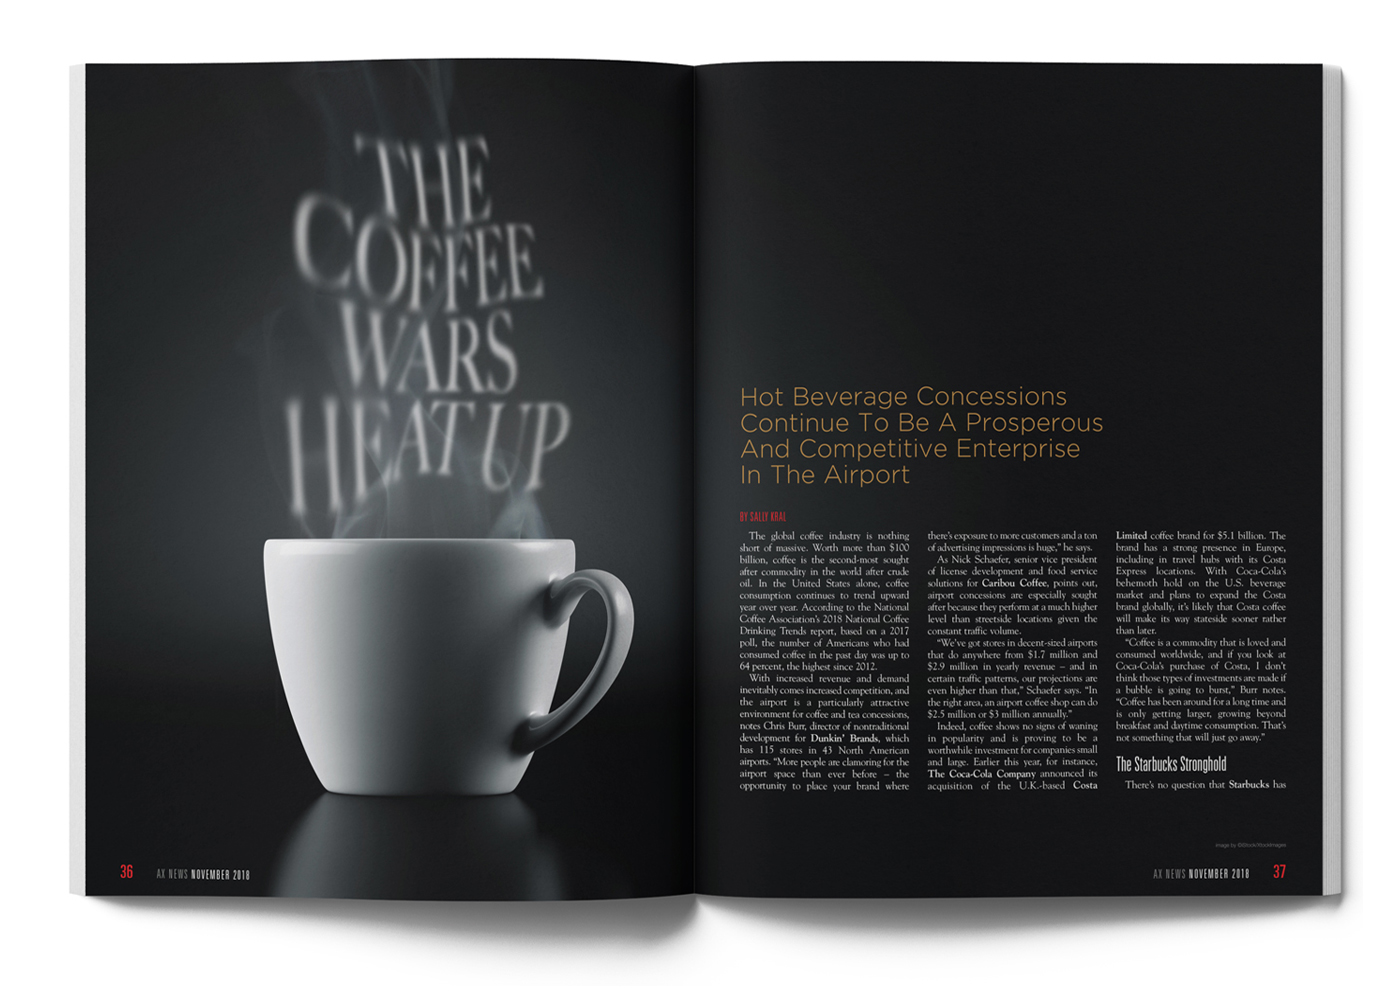 THE
COFFEE
WARS
HEAT UP
36 AX NEWS NOVEMBER 2018
Hot Beverage Concessions
Continue To Be A Prosperous
And Competitive Enterprise
In The Airport
BY SALLY KRAL
The global coffee industry is nothing
short of massive. Worth more than $100
billion, coffee is the second-most sought
after commodity in the world after crude
oil. In the United States alone, coffee
consumption continues to trend upward
year over year. According to the National
Coffee Association's 2018 National Coffee
Drinking Trends report, based on a 2017
poll, the number of Americans who had
consumed coffee in the past day was up to
64 percent, the highest since 2012.
With increased revenue and demand
inevitably comes increased competition, and
the airport is a particularly attractive
environment for coffee and tea concessions,
notes Chris Burr, director of nontraditional
development for Dunkin' Brands, which
has 115 stores in 43 North American
airports. "More people are clamoring for the
airport space than ever before – the
opportunity to place your brand where
there's exposure to more customers and a ton
of advertising impressions is huge," he says.
As Nick Schaefer, senior vice president
of license development and food service
solutions for Caribou Coffee, points out,
airport concessions are especially sought
after because they perform at a much higher
level than streetside locations given the
constant traffic volume.
"We've got stores in decent-sized airports
that do anywhere from $1.7 million and
$2.9 million in yearly revenue – and in
certain traffic patterns, our projections are
even higher than that," Schaefer says. "In
the right area, an airport coffee shop can do
$2.5 million or $3 million annually."
Indeed, coffee shows no signs of waning
in popularity and is proving to be a
worthwhile investment for companies small
and large. Earlier this year, for instance,
The Coca-Cola Company announced its
acquisition of the U.K.-based Costa
Limited coffee brand for $5.1 billion. The
brand has a strong presence in Europe,
including in travel hubs with its Costa
Express locations. With Coca-Cola's
behemoth hold on the U.S. beverage
market and plans to expand the Costa
brand globally, it's likely that Costa coffee
will make its way stateside sooner rather
than later.
"Coffee is a commodity that is loved and
consumed worldwide, and if you look at
Coca-Cola's purchase of Costa, I don't
think those types of investments are made if
a bubble is going to burst," Burr notes.
"Coffee has been around for a long time and
is only getting larger, growing beyond
breakfast and daytime consumption. That's
not something that will just go away."
The Starbucks Stronghold
There's no question that Starbucks has
image by
AX NEWS NOVEMBER 2018 37